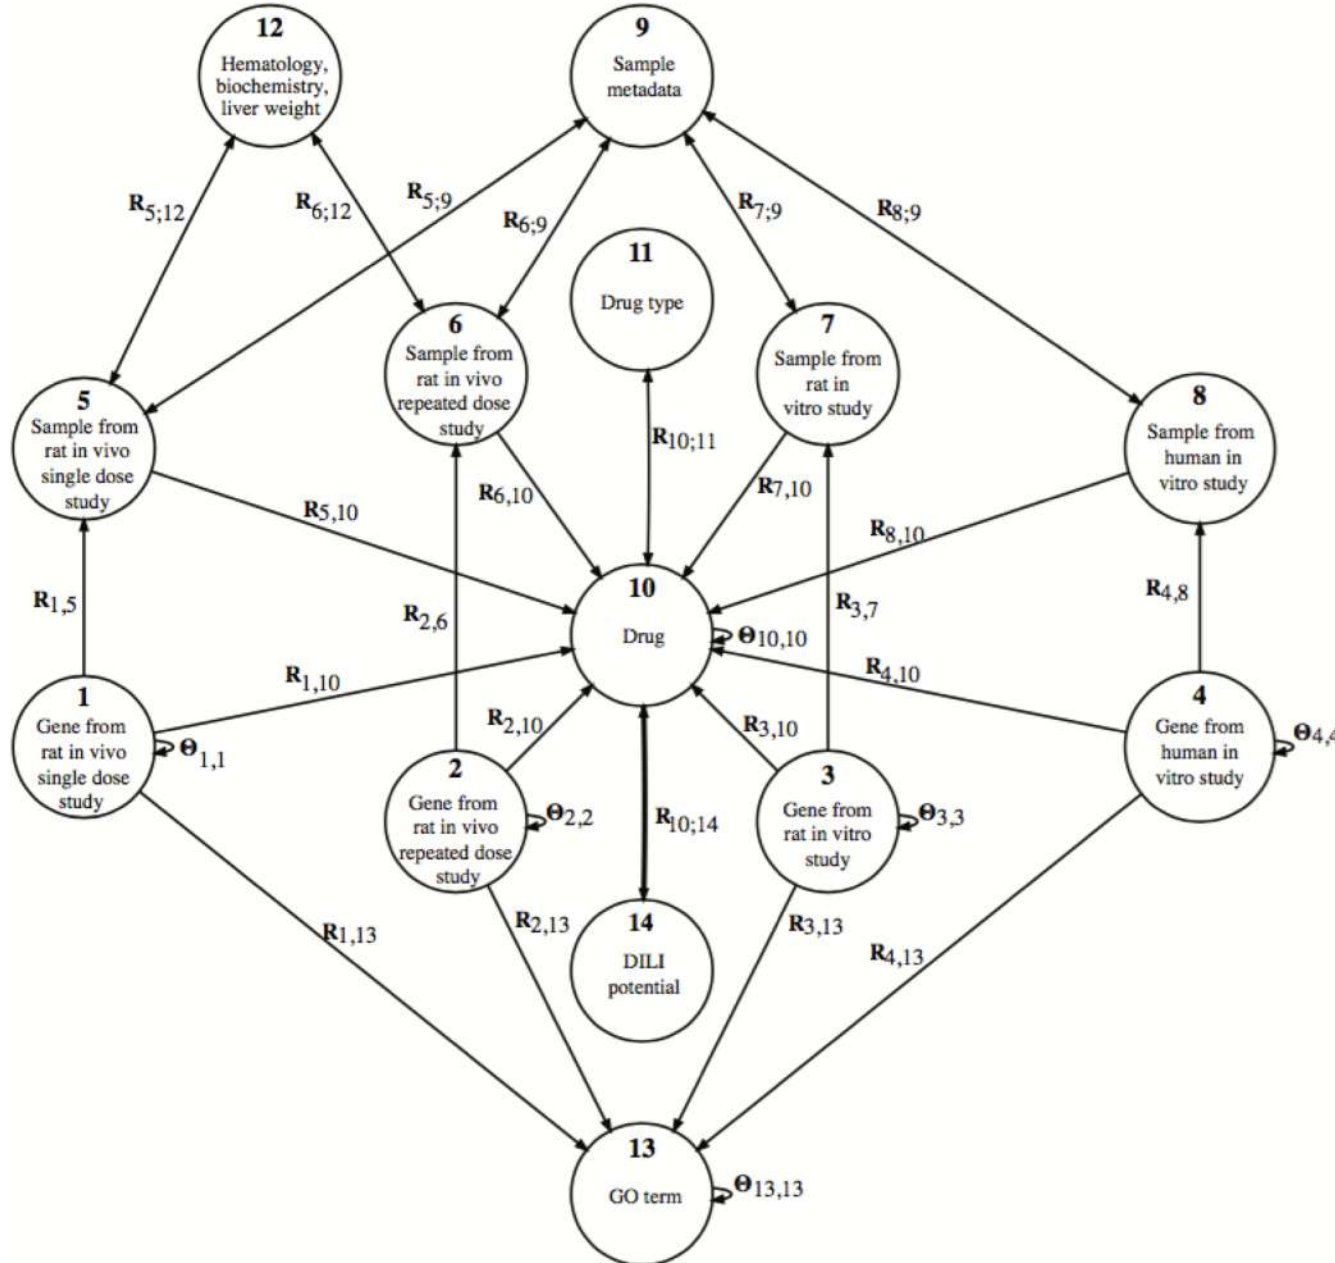 12
Hematology,
biochemistry,
liver weight
9
Sample
metadata
R5;12
R6;12
R5;9
R6;9
R7;9
R8;9
11
Drug type
6
Sample from
rat in vivo
repeated dose
study
7
Sample from
rat in
vitro study
5
Sample from
rat in vivo
single dose
study
8
Sample from
human in
vitro study
R10;11
R6,10
R7,10
R5,10
R8,10
10
Drug
Θ10,10
R1,5
R2,6
R3,7
R4,8
R1,10
R4,10
R2,10
R3,10
1
Gene from
rat in vivo
single dose
study
Θ1,1
2
Gene from
rat in vivo
repeated dose
study
Θ2,2
3
Gene from
rat in vitro
study
Θ3,3
4
Gene from
human in
vitro study
Θ4,4
R10;14
R1,13
R2,13
R3,13
R4,13
14
DILI
potential
13
GO term
Θ13,13